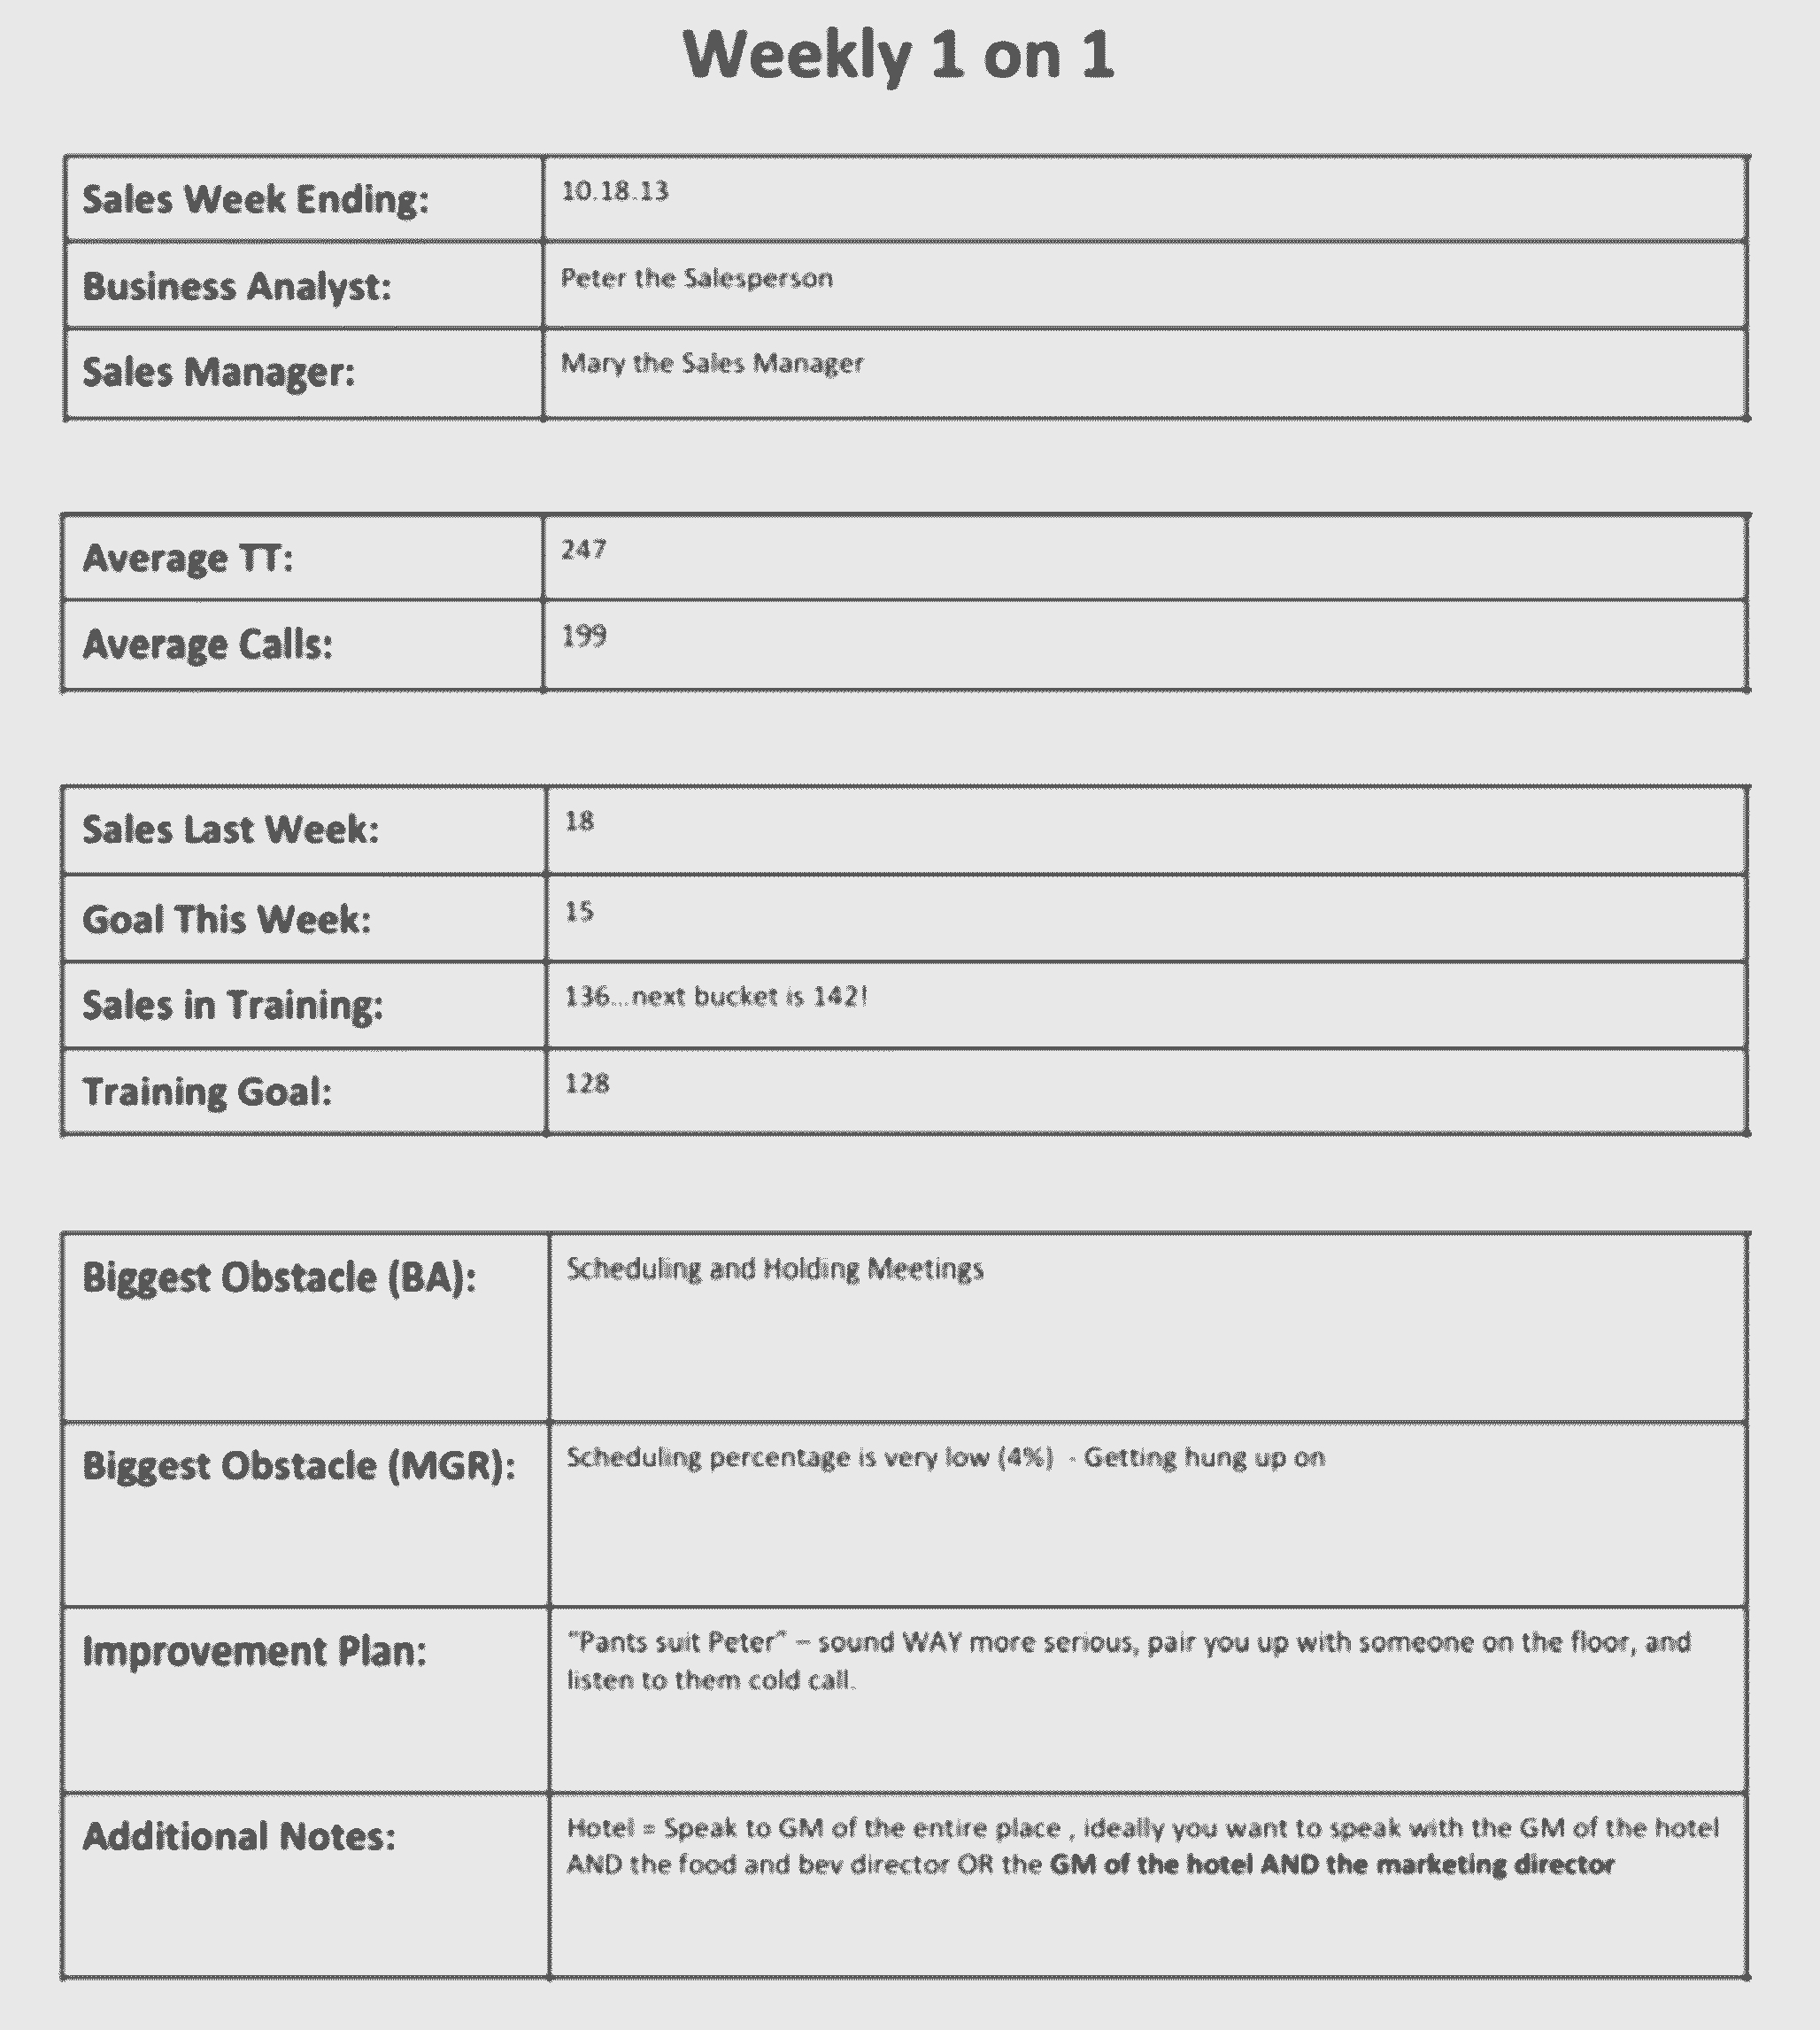 Weekly 1 on 1
Sales Week Ending: 10.18.13
Business Analyst: Peter the Salesperson
Sales Manager: Mary the Sales Manager
Average TT: 247
Average Calls: 199
Sales Last Week: 18
Goal This Week: 15
Sales in Training: 136...next bucket is 142!
Training Goal: 128
Biggest Obstacle (BA): Scheduling and Holding Meetings
Biggest Obstacle (MGR): Scheduling percentage is very low (4%)  - Getting hung up on
Improvement Plan: “Pants suit Peter” – sound WAY more serious, pair you up with someone on the floor, and
listen to them cold call.
Additional Notes: Hotel = Speak to GM of the entire place , ideally you want to speak with the GM of the hotel
AND the food and bev director OR the GM of the hotel AND the marketing director